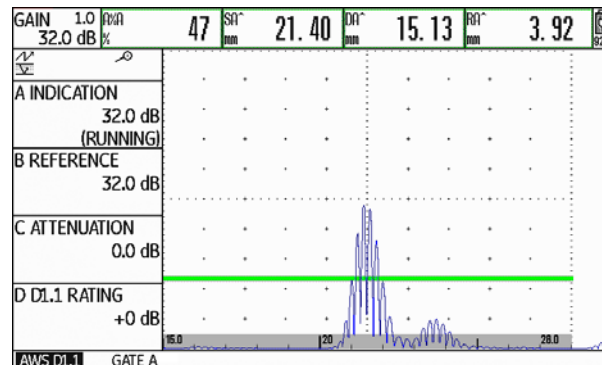 GAIN 1.0
32.0 dB
A%A
%
47
SA^
mm
21.40
DA^
mm
15.13
RA^
mm
3.92
92
A INDICATION
32.0 dB
(RUNNING)
B REFERENCE
32.0 dB
C ATTENUATION
0.0 dB
D D1.1 RATING
+0 dB
15.0
20
28.0
AWS D1.1
GATE A